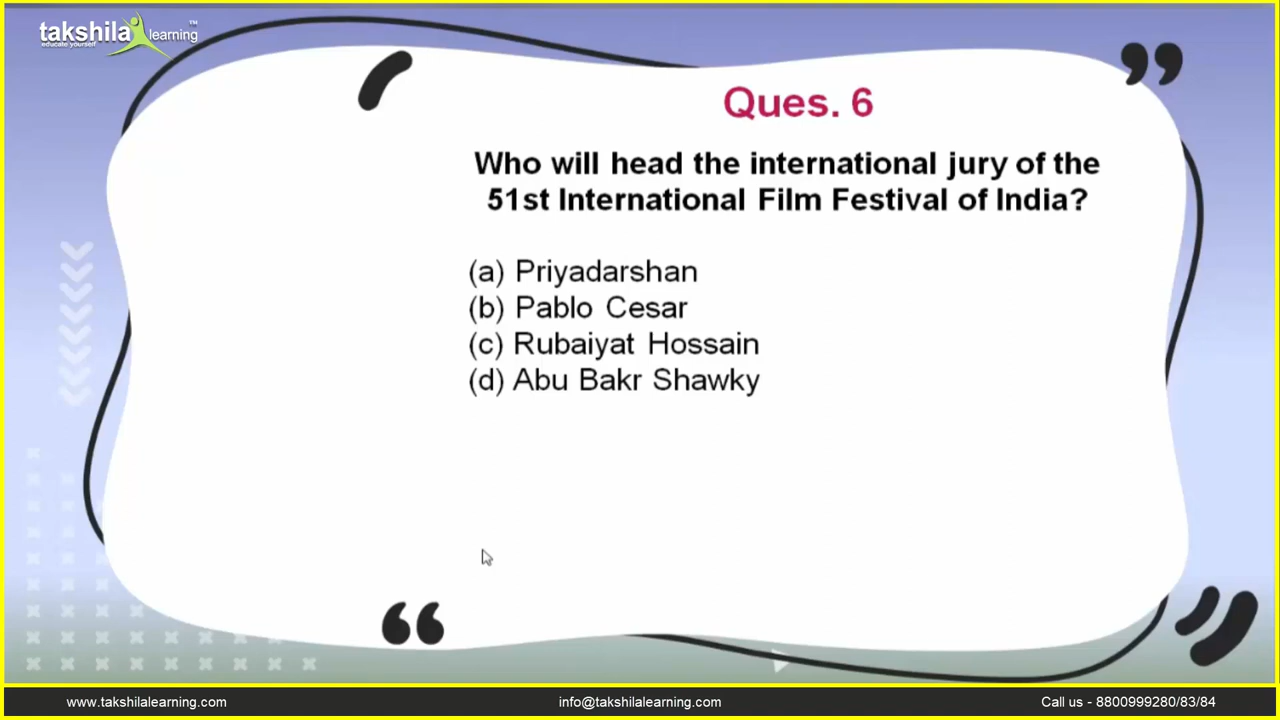 takshila learning™
educate yourself
Ques. 6
Who will head the international jury of the
51st International Film Festival of India?
(a) Priyadarshan
(b) Pablo Cesar
(c) Rubaiyat Hossain
(d) Abu Bakr Shawky
www.takshilalearning.com
info@takshilalearning.com
Call us - 8800999280/83/84